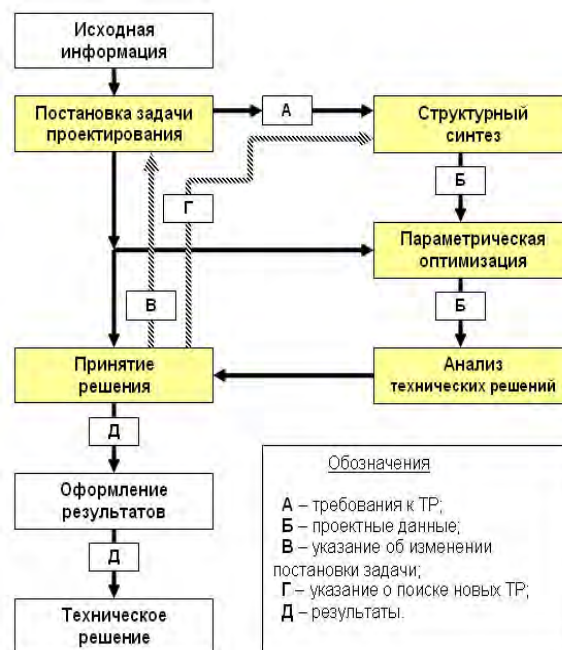 Исходная
информация
Постановка задачи
проектирования
А
Структурный
синтез
Б
Г
Параметрическая
оптимизация
В
Б
Принятие
решения
Анализ
технических решений
Д
Оформление
результатов
Д
Техническое
решение
Обозначения
А – требования к ТР;
Б – проектные данные;
В – указание об изменении
постановки задачи;
Г – указание о поиске новых ТР;
Д – результаты.